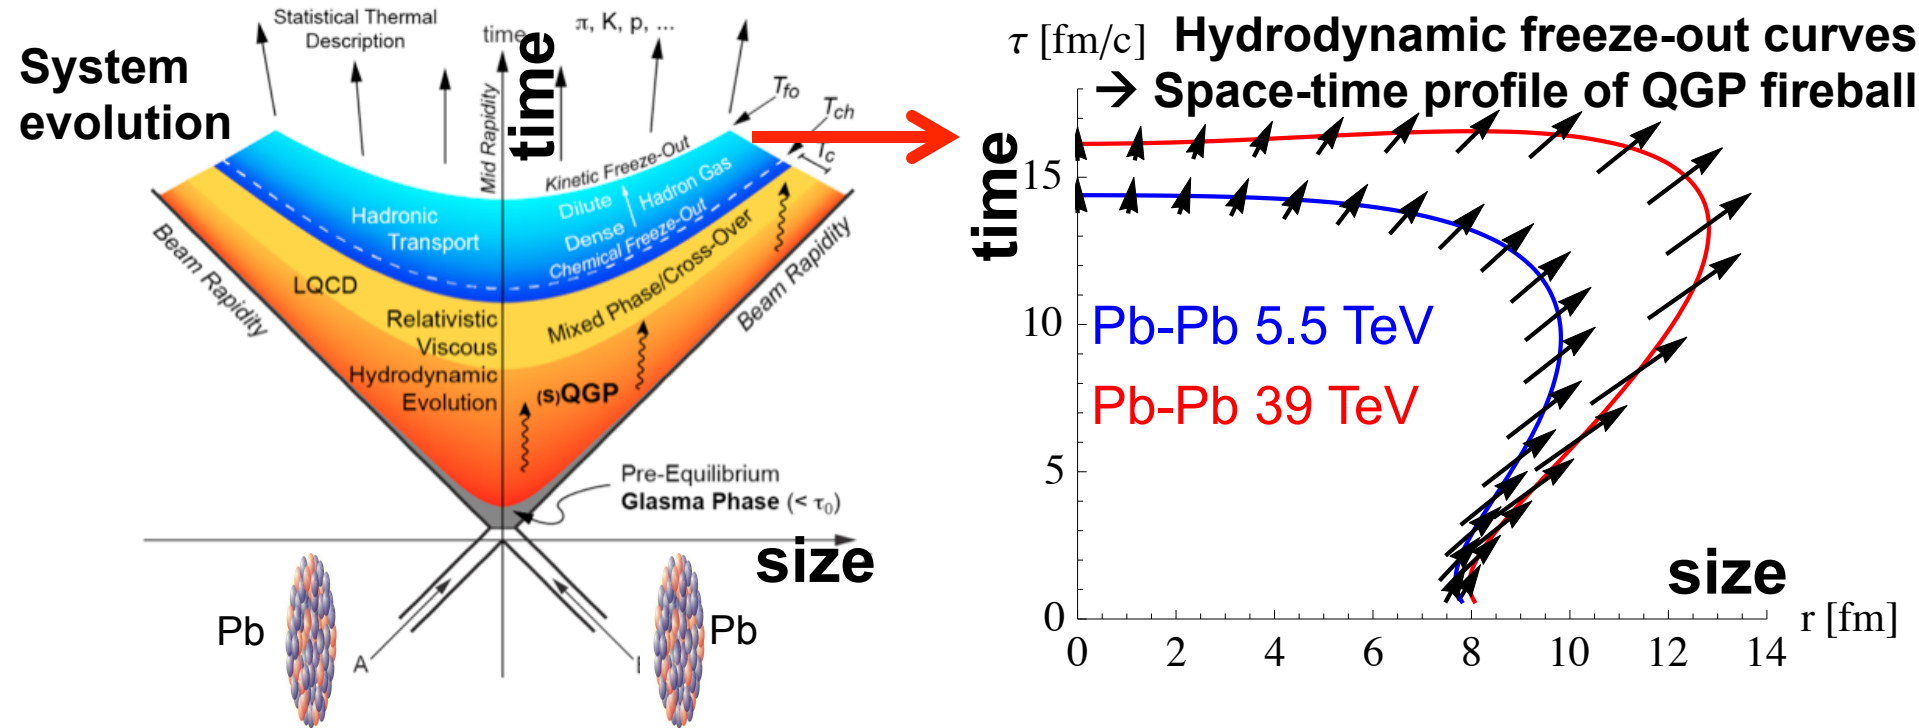 System
evolution
Statistical Thermal
Description
time
time
π, K, p, ...
Mid Rapidity
T_fo
T_ch
T_c
Kinetic Freeze-Out
Dilute
Hadron Gas
Dense
Chemical Freeze-Out
Hadronic
Transport
Mixed Phase/Cross-Over
LQCD
Relativistic
Viscous
Hydrodynamic
Evolution
(s)QGP
Beam Rapidity
Beam Rapidity
Pre-Equilibrium
Glasma Phase (< τ₀)
size
Pb
Pb
A
τ [fm/c] Hydrodynamic freeze-out curves
→ Space-time profile of QGP fireball
time
15
10
5
0
Pb-Pb 5.5 TeV
Pb-Pb 39 TeV
size
r [fm]
0 2 4 6 8 10 12 14